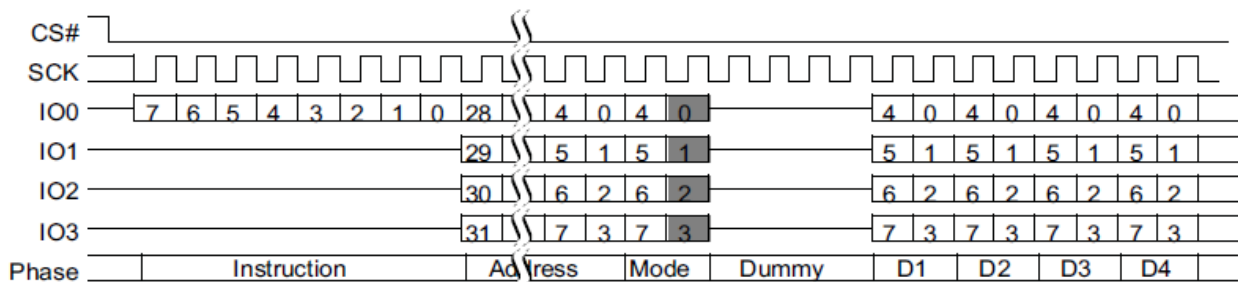 CS#
SCK
IO0 7 6 5 4 3 2 1 0 28 4 0 4 0 4 0 4 0 4 0 4 0
IO1 29 5 1 5 1 5 1 5 1 5 1 5 1
IO2 30 6 2 6 2 6 2 6 2 6 2 6 2
IO3 31 7 3 7 3 7 3 7 3 7 3 7 3
Phase Instruction Address Mode Dummy D1 D2 D3 D4